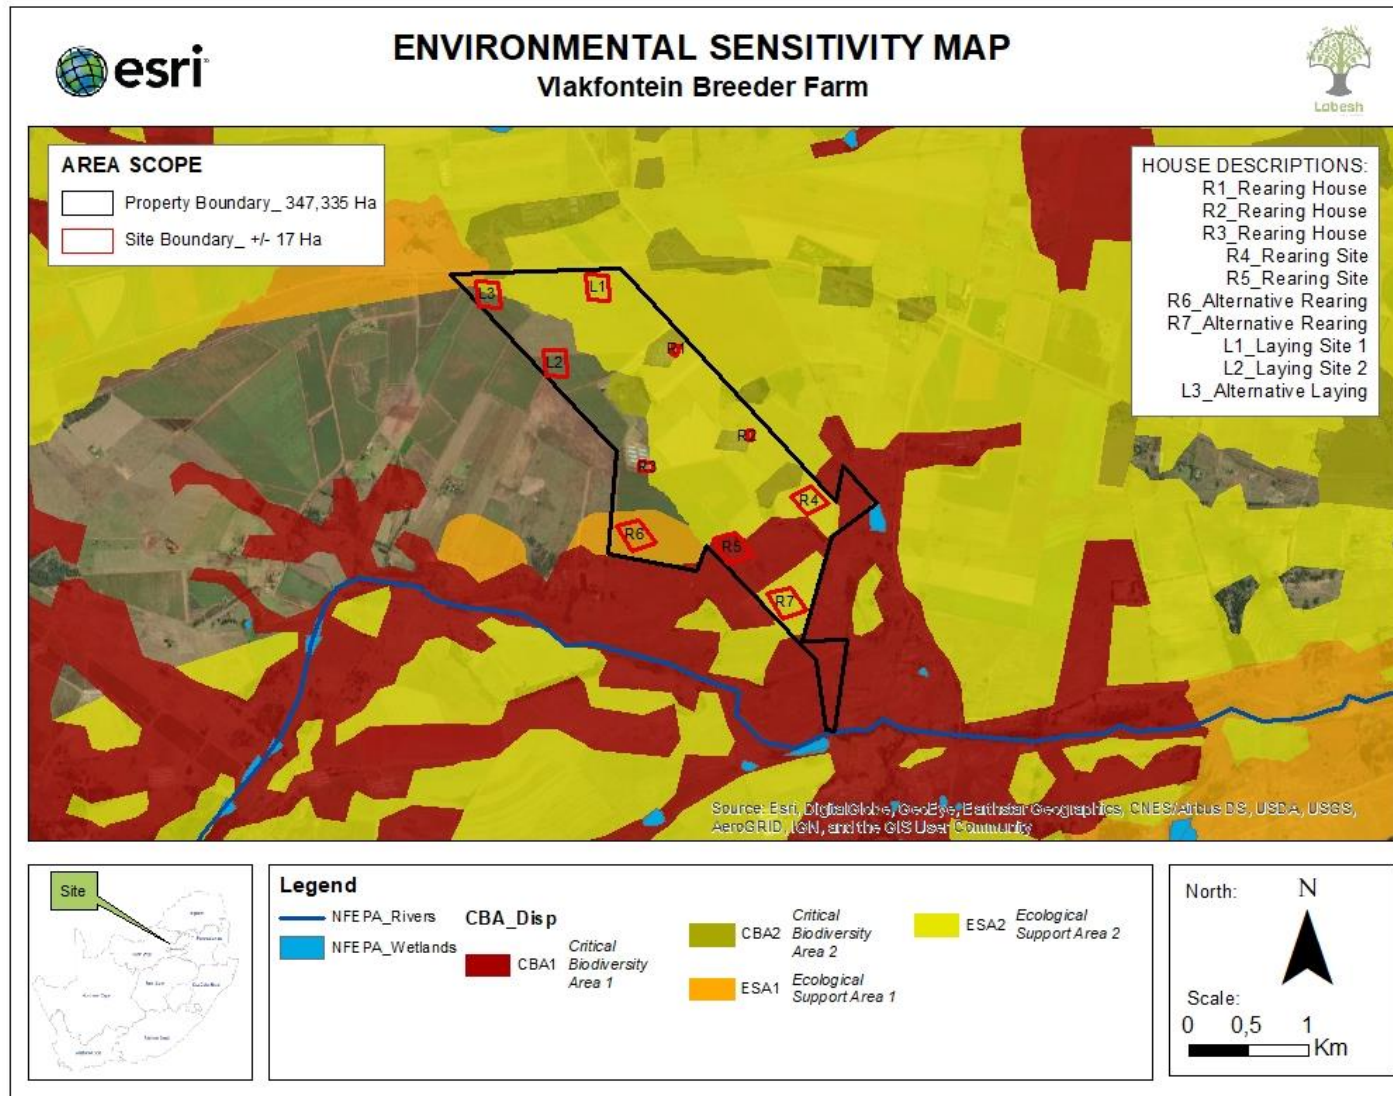 esri
ENVIRONMENTAL SENSITIVITY MAP
Vlakfontein Breeder Farm
Labesh
AREA SCOPE
Property Boundary_ 347,335 Ha
Site Boundary_ +/- 17 Ha
HOUSE DESCRIPTIONS:
R1_Rearing House
R2_Rearing House
R3_Rearing House
R4_Rearing Site
R5_Rearing Site
R6_Alternative Rearing
R7_Alternative Rearing
L1_Laying Site 1
L2_Laying Site 2
L3_Alternative Laying
L3
L1
R1
L2
R2
R3
R4
R6
R5
R7
Source: Esri, DigitalGlobe, GeoEye, Earthstar Geographics, CNES/Airbus DS, USDA, USGS,
AeroGRID, IGN, and the GIS User Community
Site
Legend
NFEPA_Rivers
NFEPA_Wetlands
CBA_Disp
CBA1
Critical
Biodiversity
Area 1
CBA2
Critical
Biodiversity
Area 2
ESA1
Ecological
Support Area 1
ESA2
Ecological
Support Area 2
North:
N
Scale:
0 0,5 1
Km